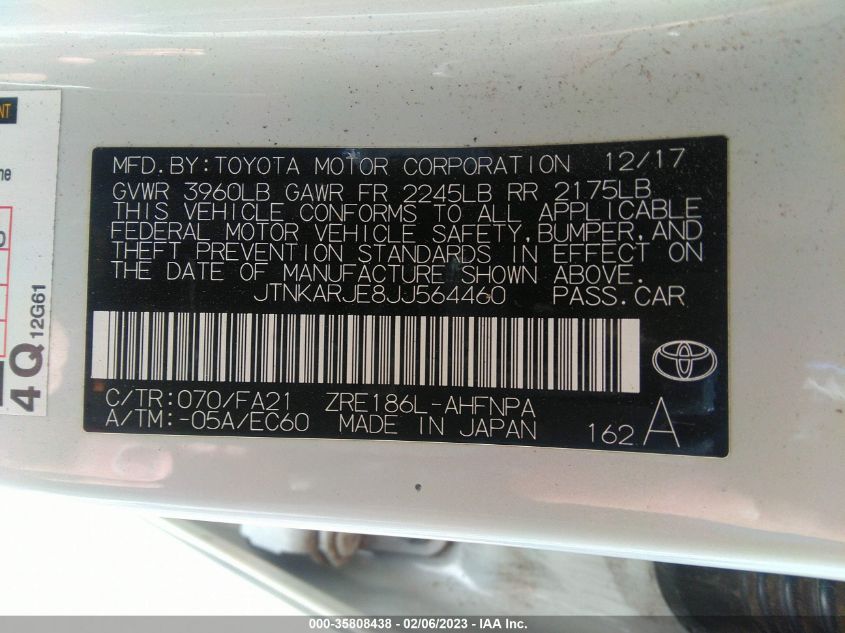 NT
ne
0
4Q 12G61
MFD.BY:TOYOTA MOTOR CORPORATION 12/17
GVWR 3960LB GAWR FR 2245LB RR 2175LB
THIS VEHICLE CONFORMS TO ALL APPLICABLE
FEDERAL MOTOR VEHICLE SAFETY,BUMPER,AND
THEFT PREVENTION STANDARDS IN EFFECT ON
THE DATE OF MANUFACTURE SHOWN ABOVE.
JTNKARJE8JJ564460 PASS.CAR
C/TR:070/FA21 ZRE186L-AHFNPA
A/TM:-05A/EC60 MADE IN JAPAN 162 A
000-35808438 - 02/06/2023 - © IAA Inc.